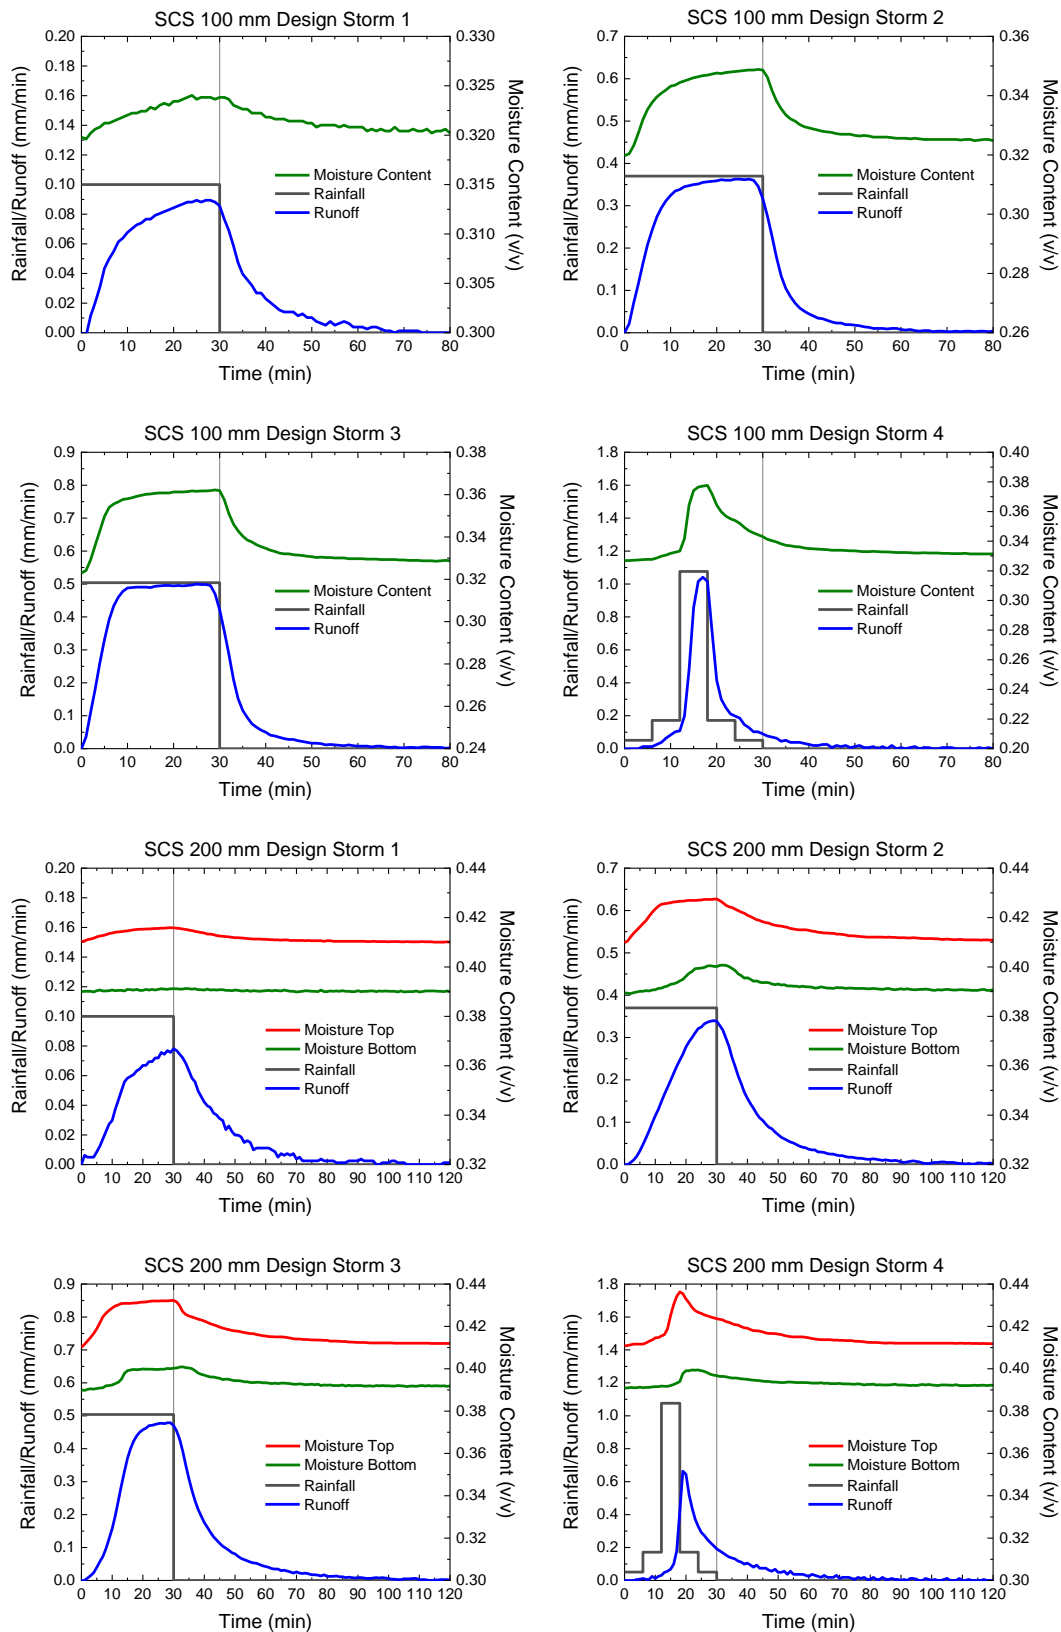 SCS 100 mm Design Storm 1
Rainfall/Runoff (mm/min)
0.20
0.18
0.16
0.14
0.12
0.10
0.08
0.06
0.04
0.02
0.00
Moisture Content
Rainfall
Runoff
0.330
0.325
0.320
0.315
0.310
0.305
0.300
Moisture Content (v/v)
0 10 20 30 40 50 60 70 80
Time (min)
SCS 100 mm Design Storm 2
Rainfall/Runoff (mm/min)
0.7
0.6
0.5
0.4
0.3
0.2
0.1
0.0
Moisture Content
Rainfall
Runoff
0.36
0.34
0.32
0.30
0.28
0.26
Moisture Content (v/v)
0 10 20 30 40 50 60 70 80
Time (min)
SCS 100 mm Design Storm 3
Rainfall/Runoff (mm/min)
0.9
0.8
0.7
0.6
0.5
0.4
0.3
0.2
0.1
0.0
Moisture Content
Rainfall
Runoff
0.38
0.36
0.34
0.32
0.30
0.28
0.26
0.24
Moisture Content (v/v)
0 10 20 30 40 50 60 70 80
Time (min)
SCS 100 mm Design Storm 4
Rainfall/Runoff (mm/min)
1.8
1.6
1.4
1.2
1.0
0.8
0.6
0.4
0.2
0.0
Moisture Content
Rainfall
Runoff
0.40
0.38
0.36
0.34
0.32
0.30
0.28
0.26
0.24
0.22
0.20
Moisture Content (v/v)
0 10 20 30 40 50 60 70 80
Time (min)
SCS 200 mm Design Storm 1
Rainfall/Runoff (mm/min)
0.20
0.18
0.16
0.14
0.12
0.10
0.08
0.06
0.04
0.02
0.00
Moisture Top
Moisture Bottom
Rainfall
Runoff
0.44
0.42
0.40
0.38
0.36
0.34
0.32
Moisture Content (v/v)
0 10 20 30 40 50 60 70 80 90 100 110 120
Time (min)
SCS 200 mm Design Storm 2
Rainfall/Runoff (mm/min)
0.7
0.6
0.5
0.4
0.3
0.2
0.1
0.0
Moisture Top
Moisture Bottom
Rainfall
Runoff
0.44
0.42
0.40
0.38
0.36
0.34
0.32
Moisture Content (v/v)
0 10 20 30 40 50 60 70 80 90 100 110 120
Time (min)
SCS 200 mm Design Storm 3
Rainfall/Runoff (mm/min)
0.9
0.8
0.7
0.6
0.5
0.4
0.3
0.2
0.1
0.0
Moisture Top
Moisture Bottom
Rainfall
Runoff
0.44
0.42
0.40
0.38
0.36
0.34
0.32
0.30
Moisture Content (v/v)
0 10 20 30 40 50 60 70 80 90 100 110 120
Time (min)
SCS 200 mm Design Storm 4
Rainfall/Runoff (mm/min)
1.8
1.6
1.4
1.2
1.0
0.8
0.6
0.4
0.2
0.0
Moisture Top
Moisture Bottom
Rainfall
Runoff
0.44
0.42
0.40
0.38
0.36
0.34
0.32
0.30
Moisture Content (v/v)
0 10 20 30 40 50 60 70 80 90 100 110 120
Time (min)